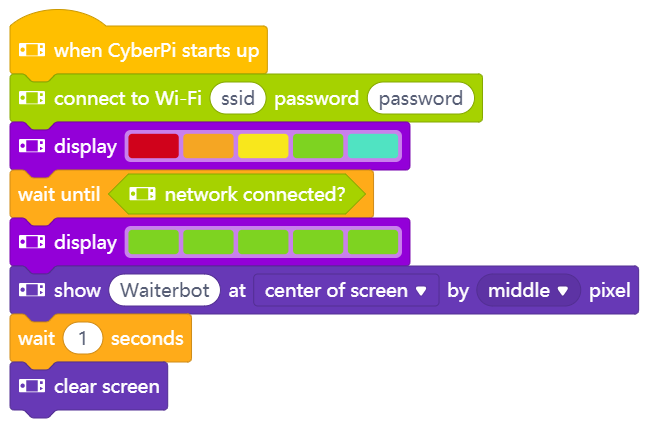 when CyberPi starts up
connect to Wi-Fi ssid password password
display
wait until network connected?
display
show Waiterbot at center of screen by middle pixel
wait 1 seconds
clear screen